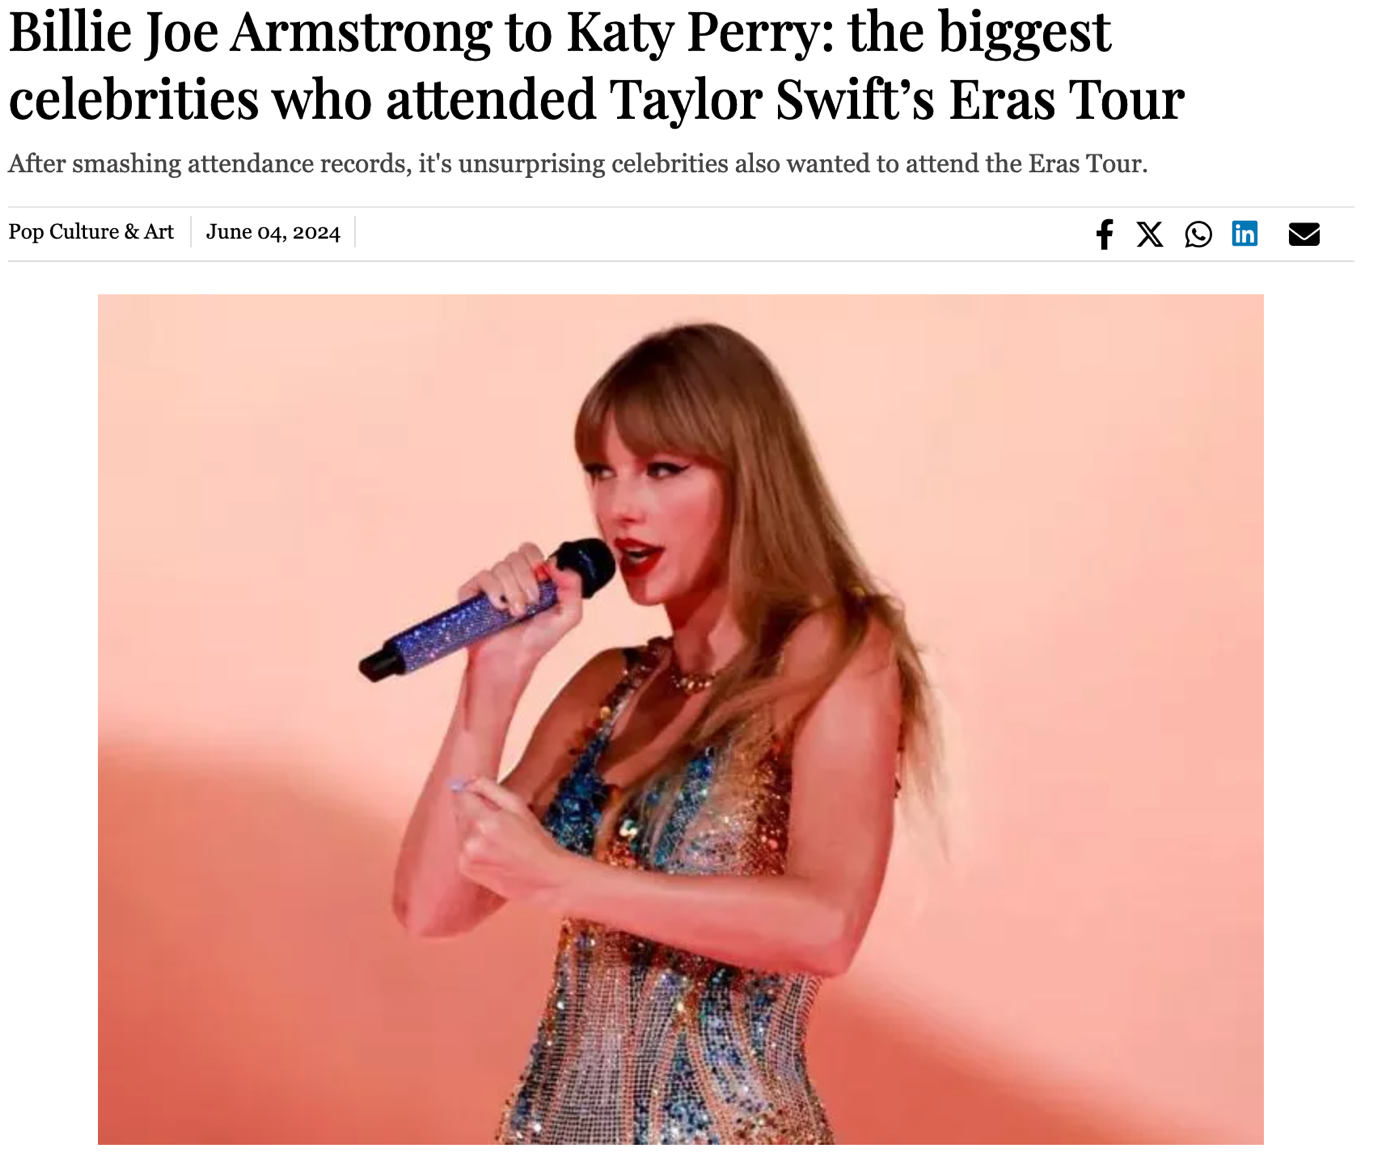 Billie Joe Armstrong to Katy Perry: the biggest
celebrities who attended Taylor Swift’s Eras Tour
After smashing attendance records, it's unsurprising celebrities also wanted to attend the Eras Tour.
Pop Culture & Art June 04, 2024 in